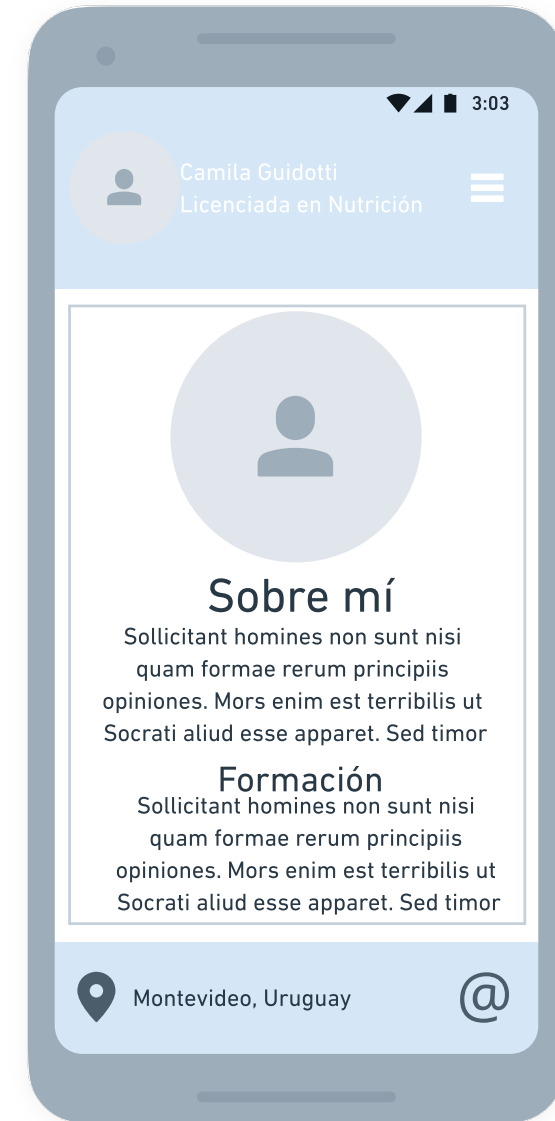 3:03
Camila Guidotti
Licenciada en Nutrición
Sobre mí
Sollicitant homines non sunt nisi
quam formae rerum principiis
opiniones. Mors enim est terribilis ut
Socrati aliud esse apparet. Sed timor
Formación
Sollicitant homines non sunt nisi
quam formae rerum principiis
opiniones. Mors enim est terribilis ut
Socrati aliud esse apparet. Sed timor
Montevideo, Uruguay
@